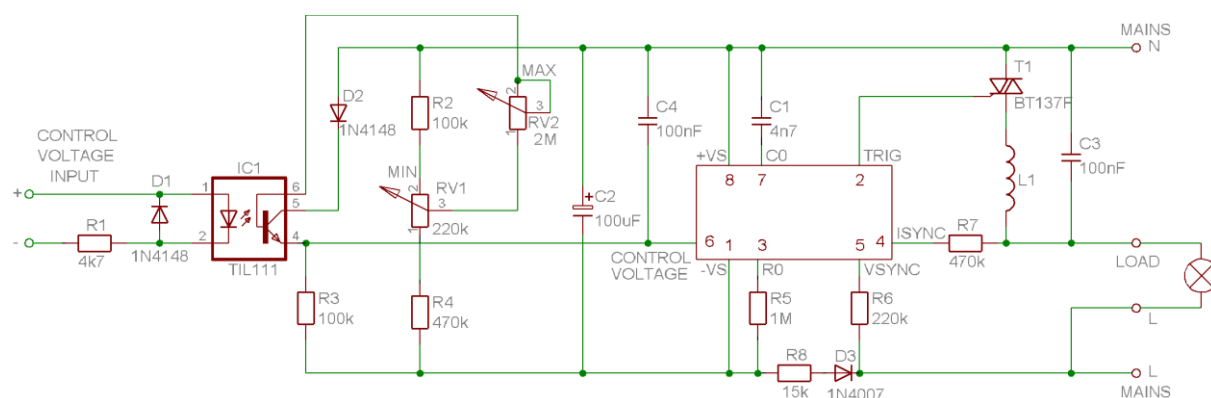 MAINS
N
T1
BT137F
MAX
2
3
1
RV2
2M
D2
1N4148
R2
100k
C4
100nF
C1
4n7
C3
100nF
CONTROL
VOLTAGE
INPUT
+
-
D1
1N4148
R1
4k7
IC1
1
2
6
5
4
TIL111
MIN
2
3
1
RV1
220k
+
C2
100uF
+VS
C0
TRIG
8
7
2
6
1
3
5
4
ISYNC
CONTROL
VOLTAGE
-VS
R0
VSYNC
L1
R7
470k
LOAD
R3
100k
R4
470k
R5
1M
R6
220k
R8
15k
D3
1N4007
L
L
MAINS